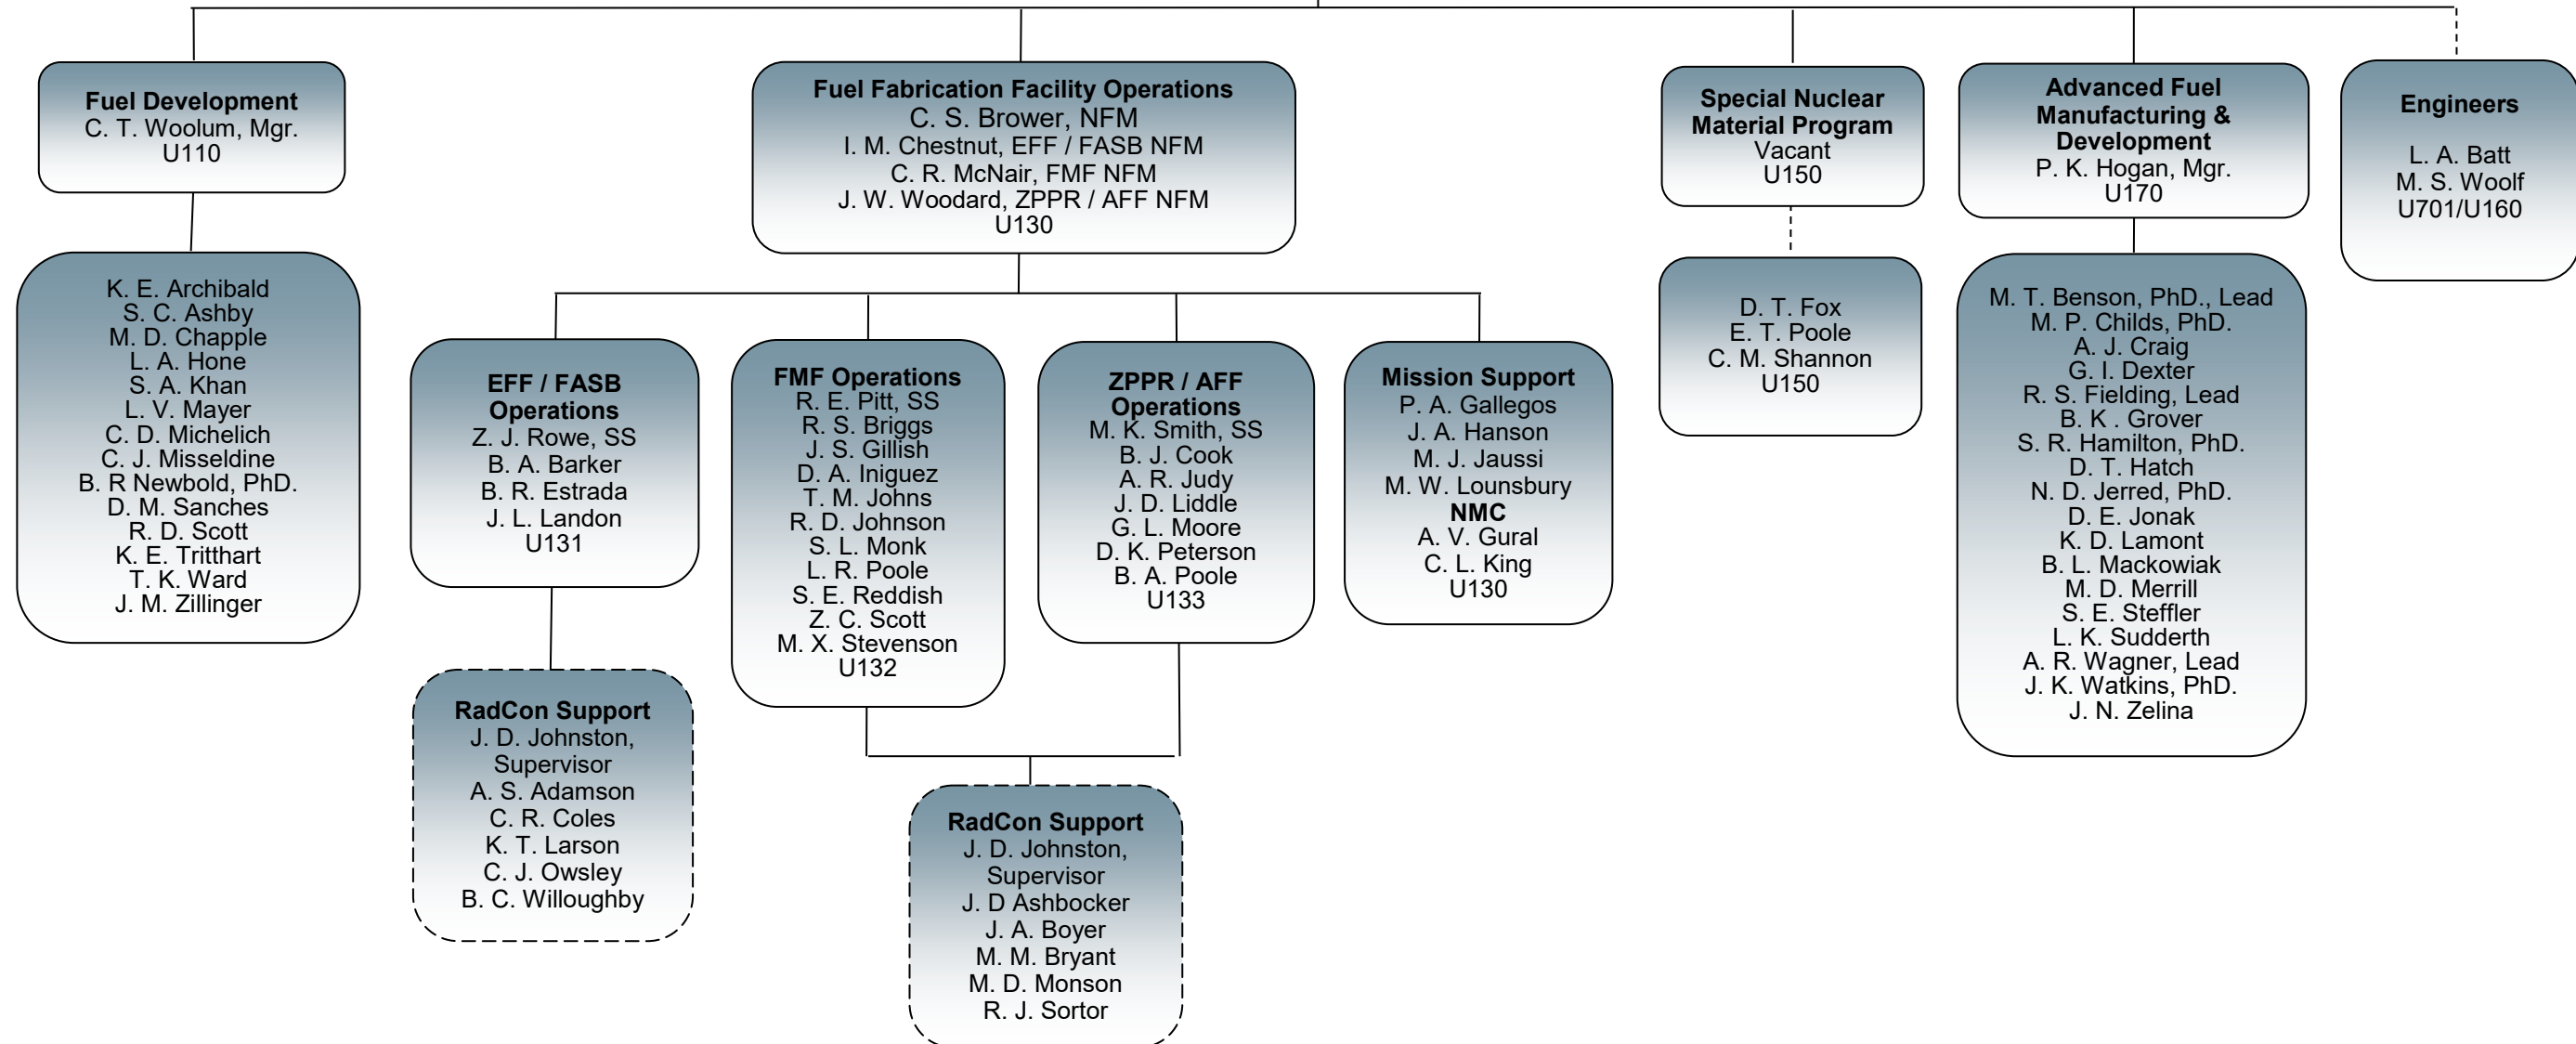 Fuel Development
C. T. Woolum, Mgr.
U110
K. E. Archibald
S. C. Ashby
M. D. Chapple
L. A. Hone
S. A. Khan
L. V. Mayer
C. D. Michelich
C. J. Misseldine
B. R Newbold, PhD.
D. M. Sanches
R. D. Scott
K. E. Tritthart
T. K. Ward
J. M. Zillinger
Fuel Fabrication Facility Operations
C. S. Brower, NFM
I. M. Chestnut, EFF / FASB NFM
C. R. McNair, FMF NFM
J. W. Woodard, ZPPR / AFF NFM
U130
EFF / FASB
Operations
Z. J. Rowe, SS
B. A. Barker
B. R. Estrada
J. L. Landon
U131
RadCon Support
J. D. Johnston,
Supervisor
A. S. Adamson
C. R. Coles
K. T. Larson
C. J. Owsley
B. C. Willoughby
FMF Operations
R. E. Pitt, SS
R. S. Briggs
J. S. Gillish
D. A. Iniguez
T. M. Johns
R. D. Johnson
S. L. Monk
L. R. Poole
S. E. Reddish
Z. C. Scott
M. X. Stevenson
U132
ZPPR / AFF
Operations
M. K. Smith, SS
B. J. Cook
A. R. Judy
J. D. Liddle
G. L. Moore
D. K. Peterson
B. A. Poole
U133
RadCon Support
J. D. Johnston,
Supervisor
J. D Ashbocker
J. A. Boyer
M. M. Bryant
M. D. Monson
R. J. Sortor
Mission Support
P. A. Gallegos
J. A. Hanson
M. J. Jaussi
M. W. Lounsbury
NMC
A. V. Gural
C. L. King
U130
Special Nuclear
Material Program
Vacant
U150
D. T. Fox
E. T. Poole
C. M. Shannon
U150
Advanced Fuel
Manufacturing &
Development
P. K. Hogan, Mgr.
U170
M. T. Benson, PhD., Lead
M. P. Childs, PhD.
A. J. Craig
G. I. Dexter
R. S. Fielding, Lead
B. K . Grover
S. R. Hamilton, PhD.
D. T. Hatch
N. D. Jerred, PhD.
D. E. Jonak
K. D. Lamont
B. L. Mackowiak
M. D. Merrill
S. E. Steffler
L. K. Sudderth
A. R. Wagner, Lead
J. K. Watkins, PhD.
J. N. Zelina
Engineers
L. A. Batt
M. S. Woolf
U701/U160